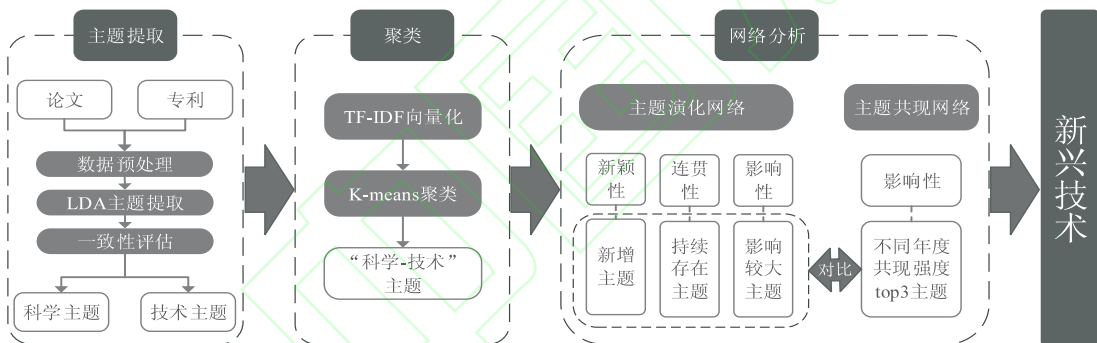 主题提取
论文
专利
数据预处理
LDA主题提取
一致性评估
科学主题
技术主题
聚类
TF-IDF向量化
K-means聚类
“科学-技术”
主题
网络分析
主题演化网络
主题共现网络
新颖
性
连贯
性
影响
性
影响性
新增
主题
持续
存在
主题
影响
较大
主题
对比
不同年度
共现强度
top3主题
新兴技术